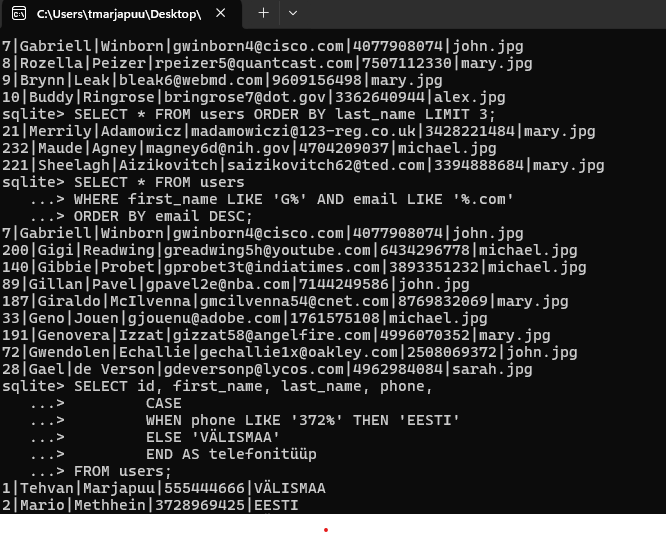 C:\Users\tmarjapuu\Desktop\
7|Gabriell|Winborn|gwinborn4@cisco.com|4077908074|john.jpg
8|Rozella|Peizer|rpeizer5@quantcast.com|7507112330|mary.jpg
9|Brynn|Leak|bleak6@webmd.com|9609156498|mary.jpg
10|Buddy|Ringrose|bringrose7@dot.gov|3362640944|alex.jpg
sqlite> SELECT * FROM users ORDER BY last_name LIMIT 3;
21|Merrily|Adamowicz|madamowiczi@123-reg.co.uk|3428221484|mary.jpg
232|Maude|Agney|magney6d@nih.gov|4704209037|michael.jpg
221|Sheelagh|Aizikovitch|saizikovitch62@ted.com|3394888684|mary.jpg
sqlite> SELECT * FROM users
   ...> WHERE first_name LIKE 'G%' AND email LIKE '%.com'
   ...> ORDER BY email DESC;
7|Gabriell|Winborn|gwinborn4@cisco.com|4077908074|john.jpg
200|Gigi|Readwing|greadwing5h@youtube.com|6434296778|michael.jpg
140|Gibbie|Probet|gprobet3t@indiatimes.com|3893351232|michael.jpg
89|Gillan|Pavel|gpavel2e@nba.com|7144249586|john.jpg
187|Giraldo|McIlvenna|gmcilvenna54@cnet.com|8769832069|mary.jpg
33|Geno|Jouen|gjouenu@adobe.com|1761575108|michael.jpg
191|Genovera|Izzat|gizzat58@angelfire.com|4996070352|mary.jpg
72|Gwendolen|Echallie|gechallie1x@oakley.com|2508069372|john.jpg
28|Gael|de Verson|gdeversonp@lycos.com|4962984084|sarah.jpg
sqlite> SELECT id, first_name, last_name, phone,
   ...>         CASE
   ...>         WHEN phone LIKE '372%' THEN 'EESTI'
   ...>         ELSE 'VÄLISMAA'
   ...>         END AS telefonitüüp
   ...> FROM users;
1|Tehvan|Marjapuu|555444666|VÄLISMAA
2|Mario|Methhein|3728969425|EESTI